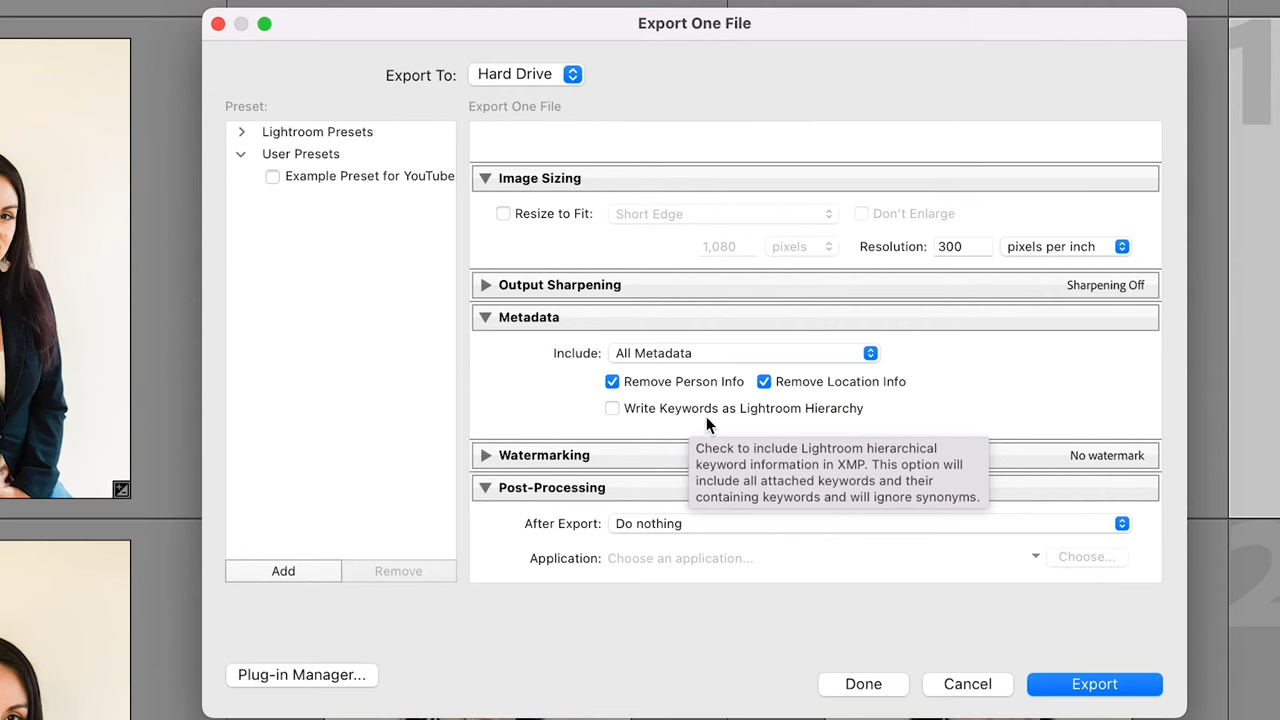 Export One File
Export To: Hard Drive
Preset:
Export One File
Lightroom Presets
User Presets
Example Preset for YouTube
Add
Remove
Image Sizing
Resize to Fit: Short Edge Don't Enlarge
1,080 pixels Resolution: 300 pixels per inch
Output Sharpening Sharpening Off
Metadata
Include: All Metadata
Remove Person Info Remove Location Info
Write Keywords as Lightroom Hierarchy
Check to include Lightroom hierarchical
keyword information in XMP. This option will
include all attached keywords and their
containing keywords and will ignore synonyms.
Watermarking No watermark
Post-Processing
After Export: Do nothing
Application: Choose an application... Choose...
Plug-in Manager...
Done Cancel Export
1
2